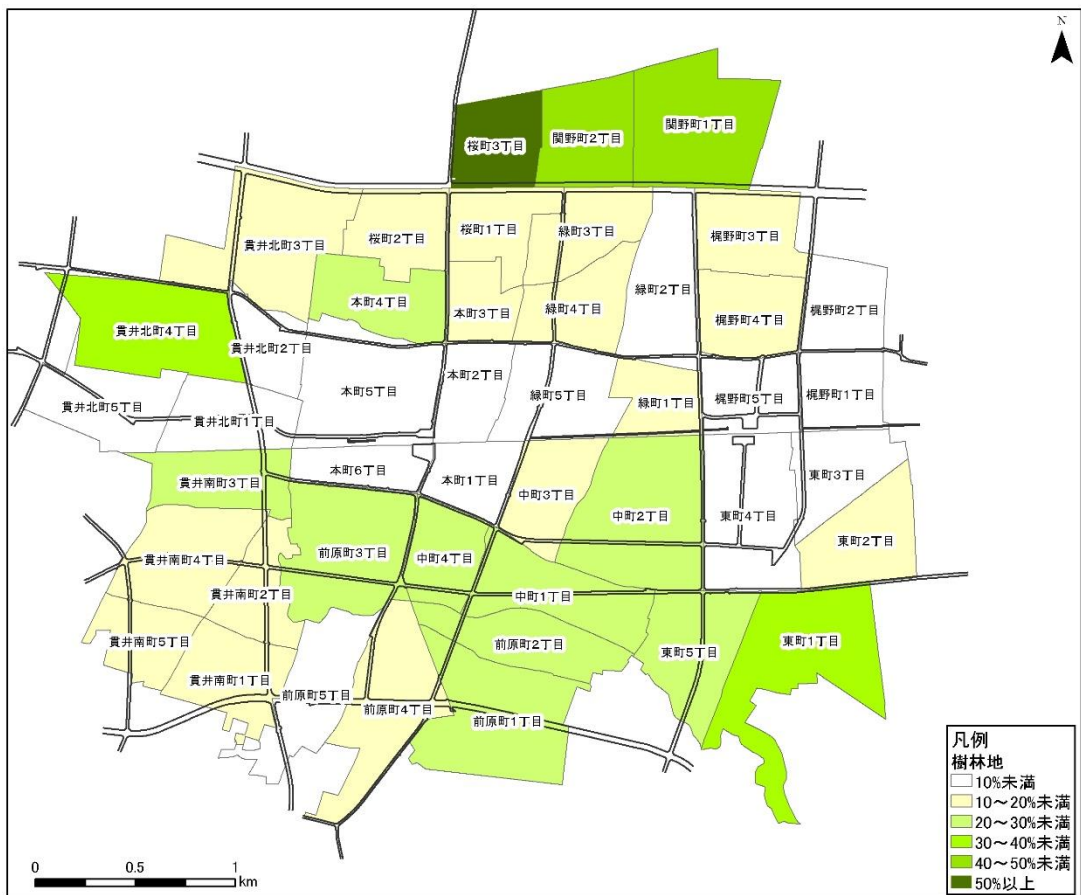 N
桜町3丁目
関野町2丁目
関野町1丁目
貫井北町3丁目
桜町2丁目
桜町1丁目
緑町3丁目
梶野町3丁目
本町4丁目
本町3丁目
緑町4丁目
緑町2丁目
梶野町4丁目
梶野町2丁目
貫井北町4丁目
貫井北町2丁目
本町5丁目
本町2丁目
緑町5丁目
緑町1丁目
梶野町5丁目
梶野町1丁目
貫井北町5丁目
貫井北町1丁目
本町6丁目
本町1丁目
中町3丁目
中町2丁目
東町4丁目
東町3丁目
貫井南町3丁目
東町2丁目
前原町3丁目
中町4丁目
貫井南町4丁目
貫井南町2丁目
中町1丁目
貫井南町5丁目
前原町2丁目
東町5丁目
東町1丁目
貫井南町1丁目
前原町5丁目
前原町4丁目
前原町1丁目
凡例
樹林地
10%未満
10～20%未満
20～30%未満
30～40%未満
40～50%未満
50%以上
0 0.5 1
km